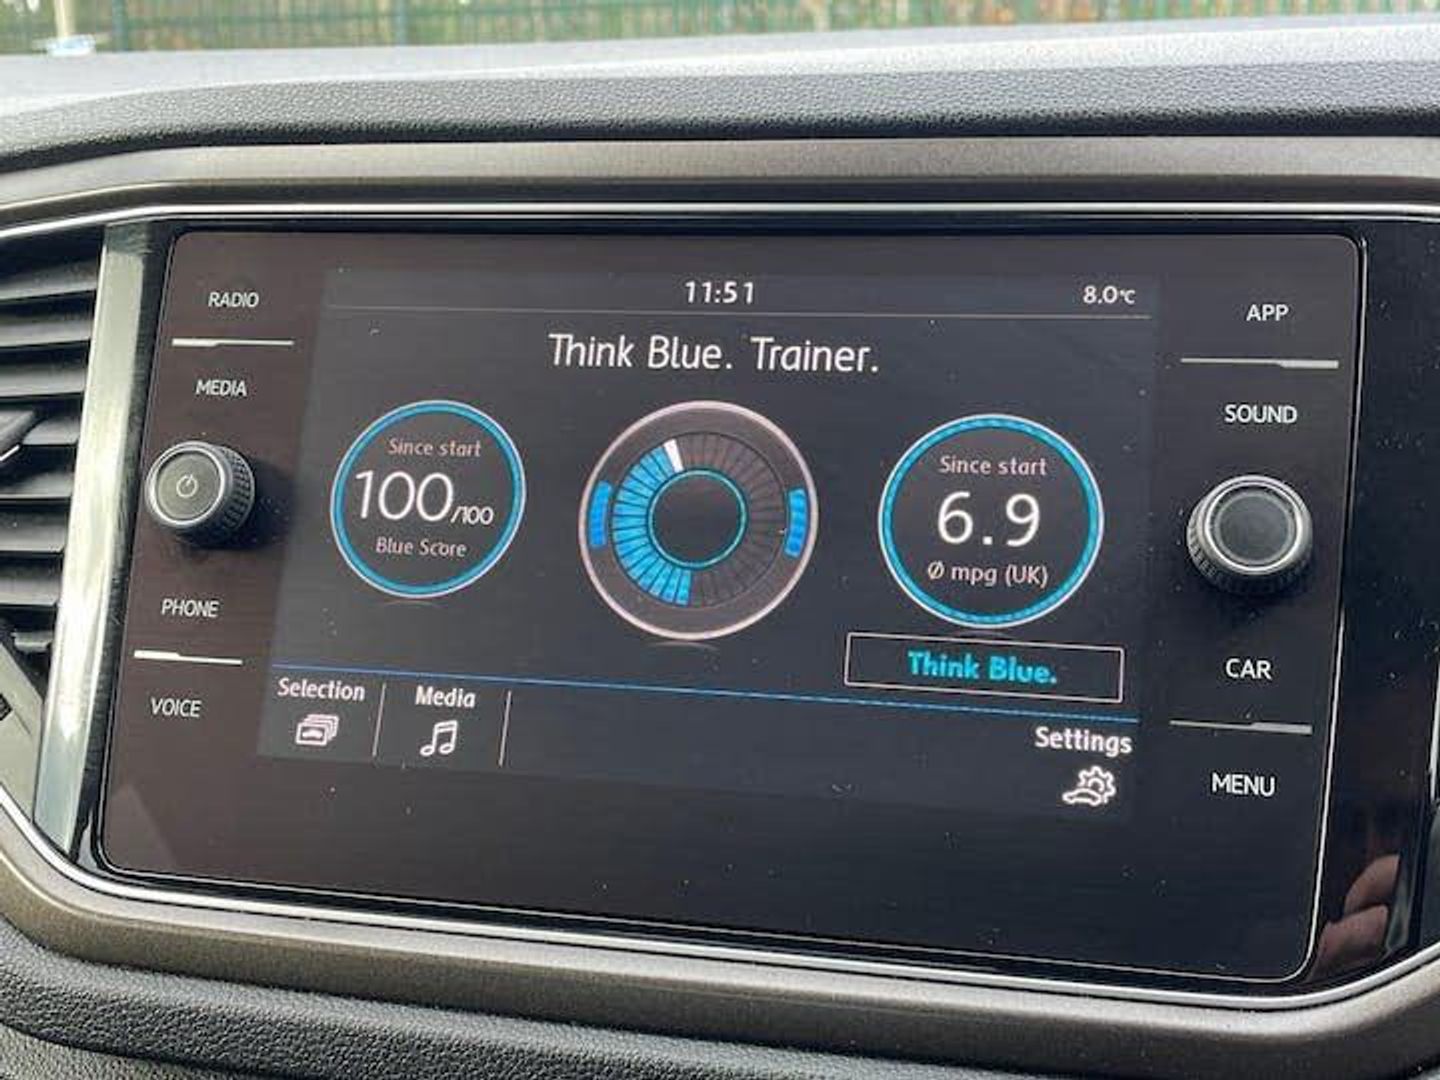 RADIO
MEDIA
PHONE
VOICE
11:51
8.0°C
Think Blue. Trainer.
Since start
100/100
Blue Score
Since start
6.9
Ø mpg (UK)
Think Blue.
Selection
Media
Settings
APP
SOUND
CAR
MENU